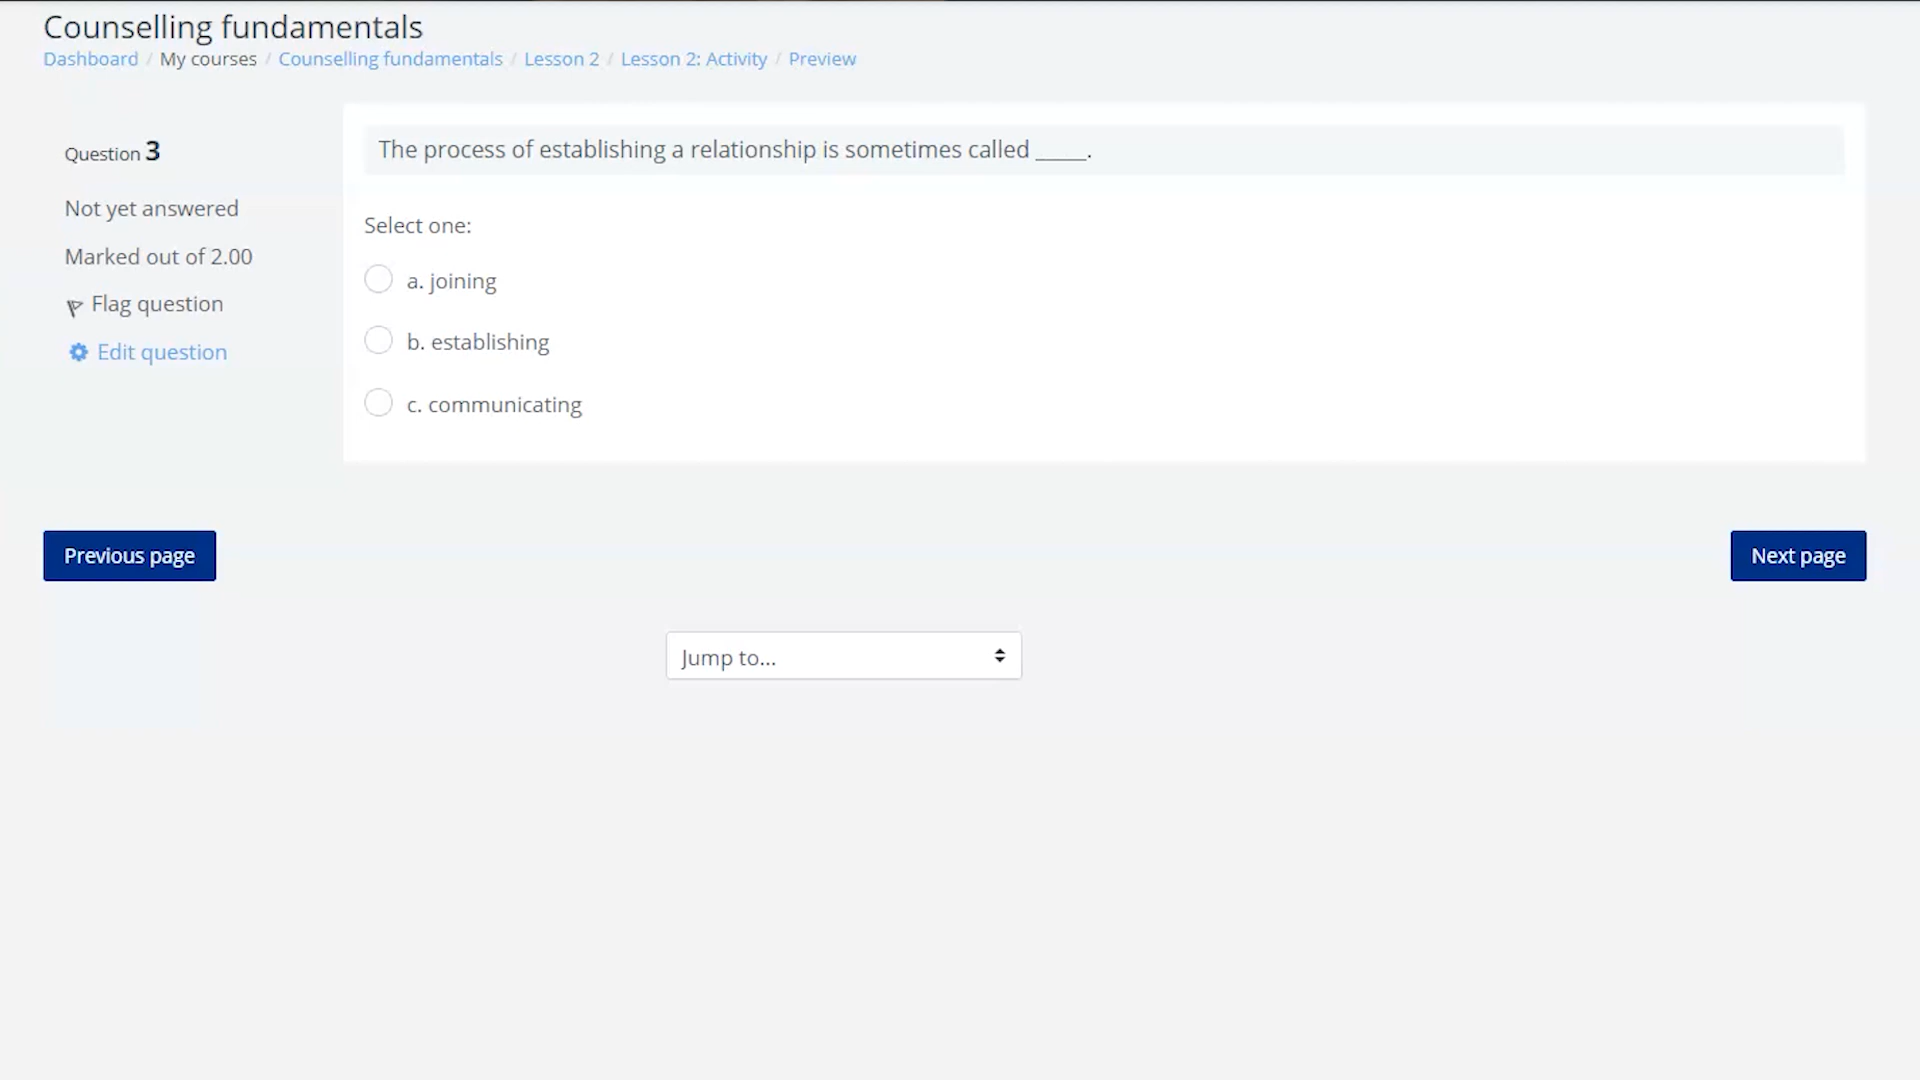 Counselling fundamentals
Dashboard / My courses / Counselling fundamentals / Lesson 2 / Lesson 2: Activity / Preview
Question 3
Not yet answered
Marked out of 2.00
Flag question
Edit question
The process of establishing a relationship is sometimes called _____.
Select one:
a. joining
b. establishing
c. communicating
Previous page
Next page
Jump to...